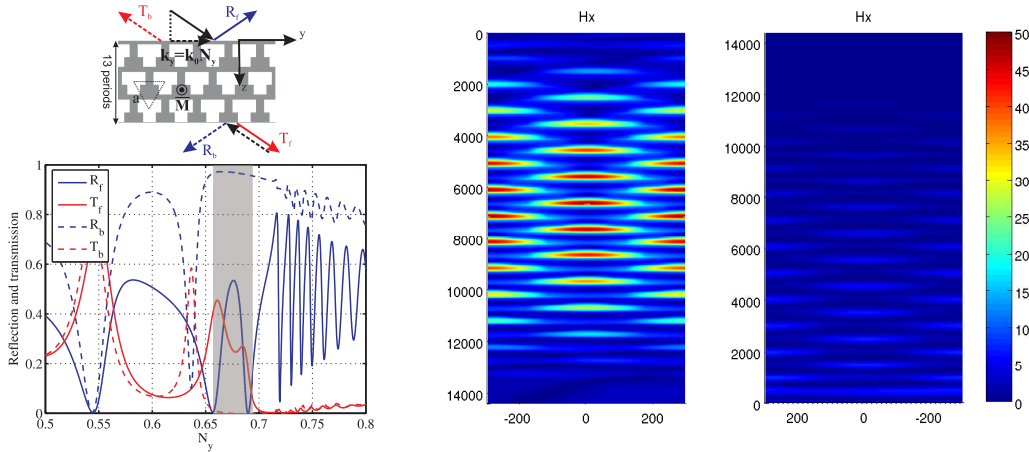 T_b
R_f
y
k_y=k_0 N_y
z
13 periods
a
M
R_b
T_f
Reflection and transmission
1
0.8
0.6
0.4
0.2
0
R_f
T_f
R_b
T_b
0.5
0.55
0.6
0.65
0.7
0.75
0.8
N_y
Hx
0
2000
4000
6000
8000
10000
12000
14000
-200
0
200
Hx
14000
12000
10000
8000
6000
4000
2000
0
200
0
-200
50
45
40
35
30
25
20
15
10
5
0